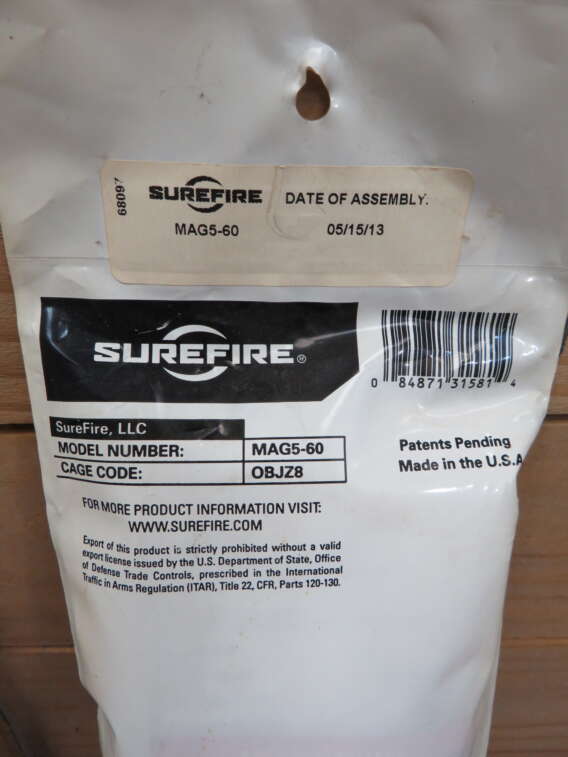 68097
SUREFIRE
MAG5-60
DATE OF ASSEMBLY:
05/15/13
SUREFIRE®
0 84871 31581 4
SureFire, LLC
MODEL NUMBER: MAG5-60
CAGE CODE: OBJZ8
Patents Pending
Made in the U.S.A
FOR MORE PRODUCT INFORMATION VISIT:
WWW.SUREFIRE.COM
Export of this product is strictly prohibited without a valid
export license issued by the U.S. Department of State, Office
of Defense Trade Controls, prescribed in the International
Traffic in Arms Regulation (ITAR), Title 22, CFR, Parts 120-130.